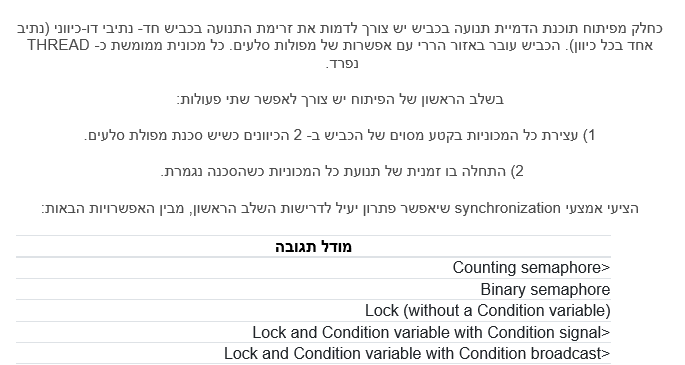 כחלק מפיתוח תוכנת הדמיית תנועה בכביש יש צורך לדמות את זרימת התנועה בכביש חד- נתיבי דו-כיווני (נתיב
אחד בכל כיוון). הכביש עובר באזור הררי עם אפשרות של מפולות סלעים. כל מכונית ממומשת כ- THREAD
נפרד.
בשלב הראשון של הפיתוח יש צורך לאפשר שתי פעולות:
1) עצירת כל המכוניות בקטע מסוים של הכביש ב- 2 הכיוונים כשיש סכנת מפולת סלעים.
2) התחלה בו זמנית של תנועת כל המכוניות כשהסכנה נגמרת.
הציעי אמצעי synchronization שיאפשר פתרון יעיל לדרישות השלב הראשון, מבין האפשרויות הבאות:
מודל תגובה
Counting semaphore>
Binary semaphore
Lock (without a Condition variable)
Lock and Condition variable with Condition signal>
Lock and Condition variable with Condition broadcast>